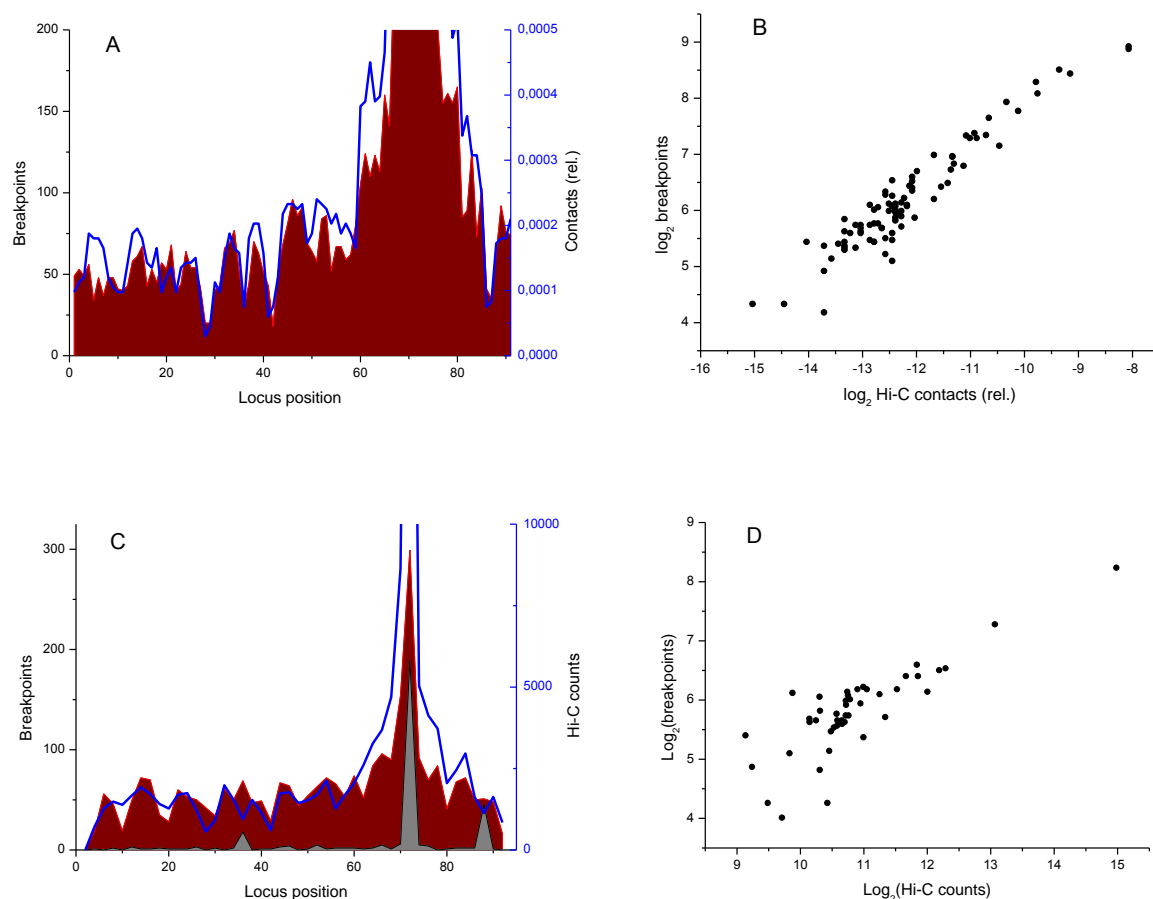 A
Breakpoints
200
150
100
50
0
0 20 40 60 80
Locus position
0,0005
0,0004
0,0003
0,0002
0,0001
0,0000
Contacts (rel.)
B
log2 breakpoints
9
8
7
6
5
4
-16 -15 -14 -13 -12 -11 -10 -9 -8
log2 Hi-C contacts (rel.)
C
Breakpoints
300
200
100
0
0 20 40 60 80
Locus position
10000
5000
0
Hi-C counts
D
Log2(breakpoints)
9
8
7
6
5
4
9 10 11 12 13 14 15
Log2(Hi-C counts)